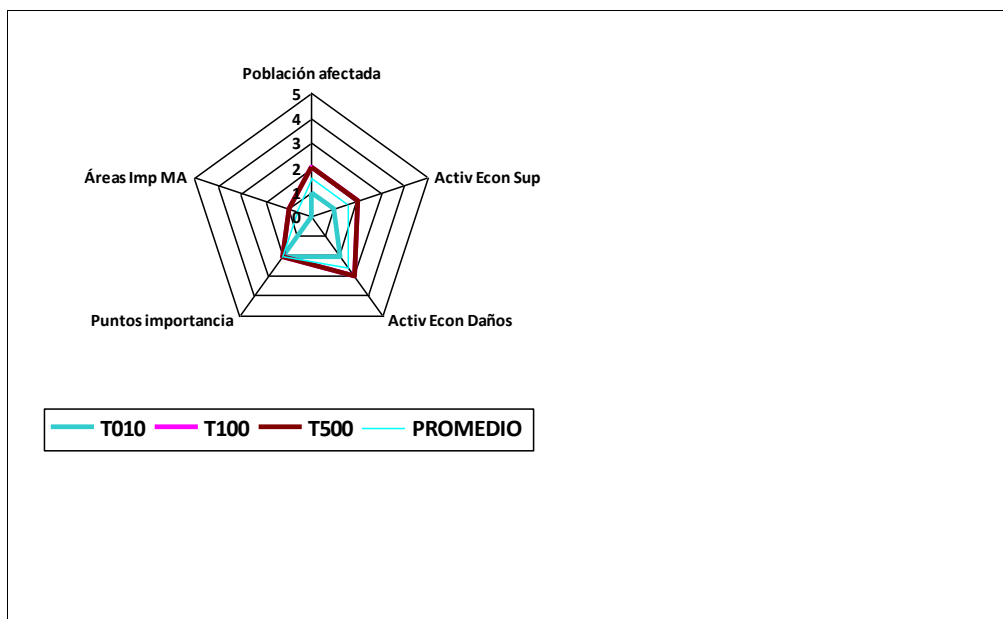 Población afectada
5
4
3
2
1
0
Áreas Imp MA
Activ Econ Sup
Puntos importancia
Activ Econ Daños
T010 T100 T500 PROMEDIO